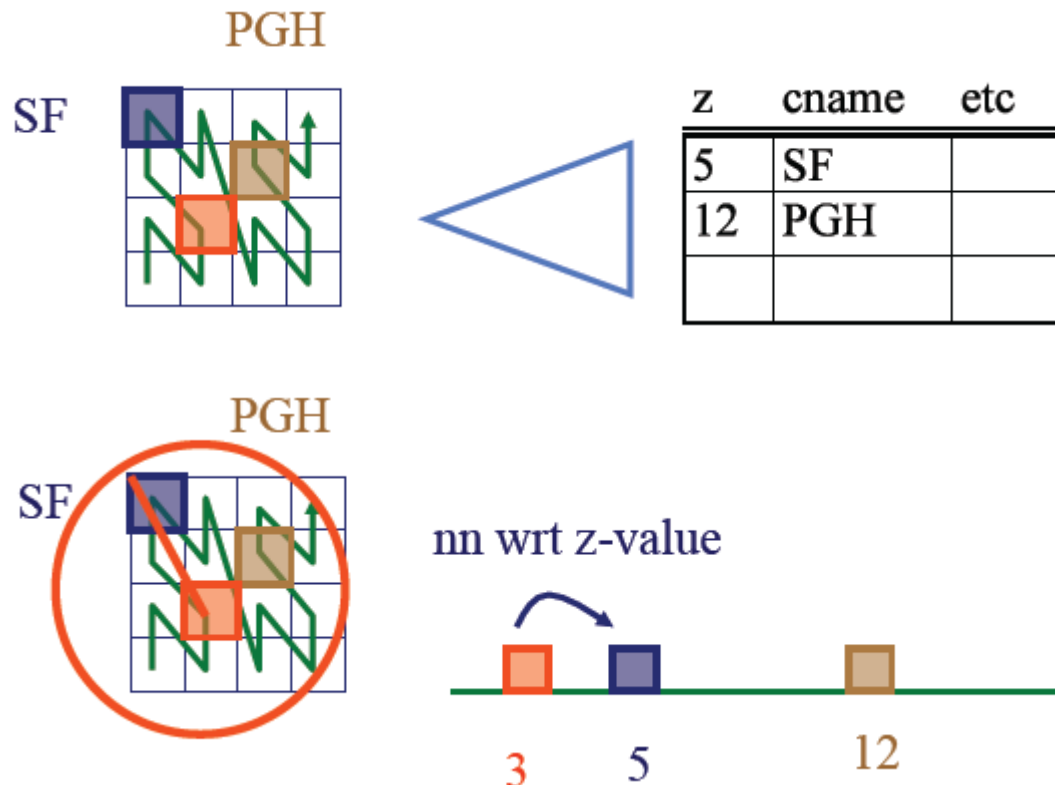 PGH
SF
z cname etc
5 SF
12 PGH
PGH
SF
nn wrt z-value
3 5 12